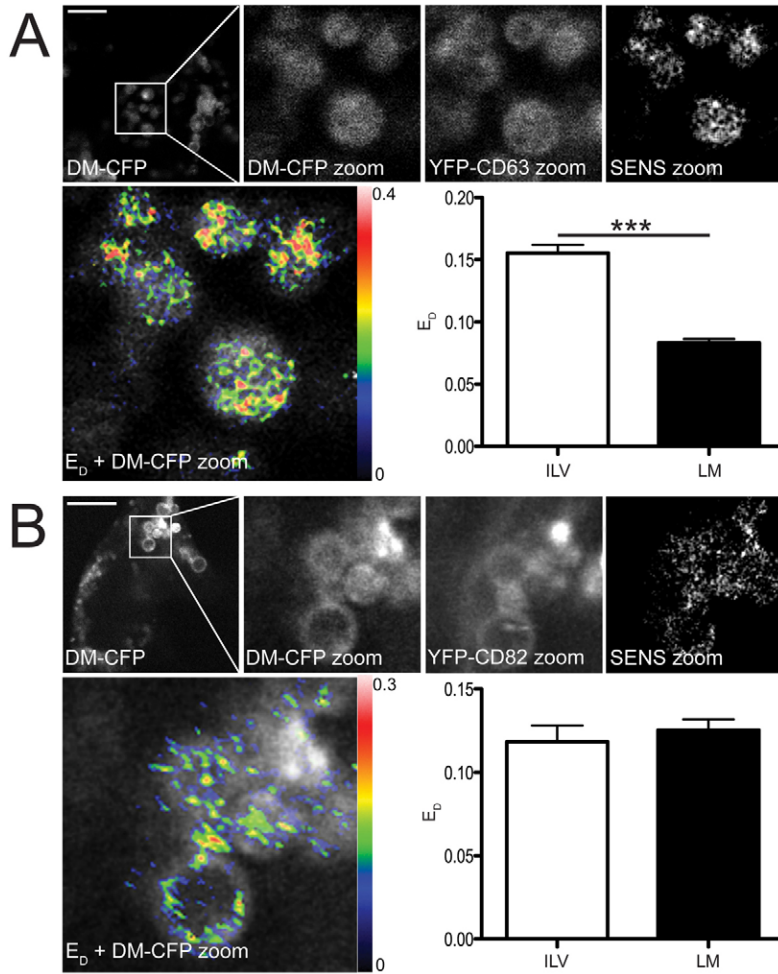 A
DM-CFP
DM-CFP zoom
YFP-CD63 zoom
SENS zoom
0.4
0
E_D + DM-CFP zoom
0.20
0.15
0.10
0.05
0.00
E_D
***
ILV
LM
B
DM-CFP
DM-CFP zoom
YFP-CD82 zoom
SENS zoom
0.3
0
E_D + DM-CFP zoom
0.15
0.10
0.05
0.00
E_D
ILV
LM